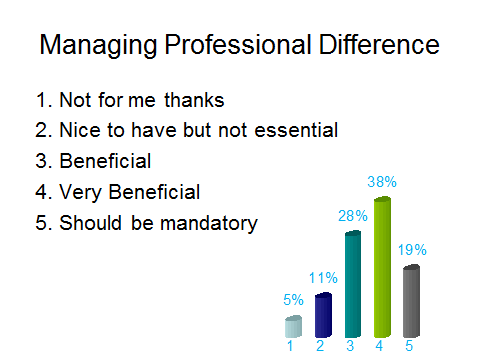 Managing Professional Difference
1. Not for me thanks
2. Nice to have but not essential
3. Beneficial
4. Very Beneficial
5. Should be mandatory
38%
28%
19%
11%
5%
1 2 3 4 5